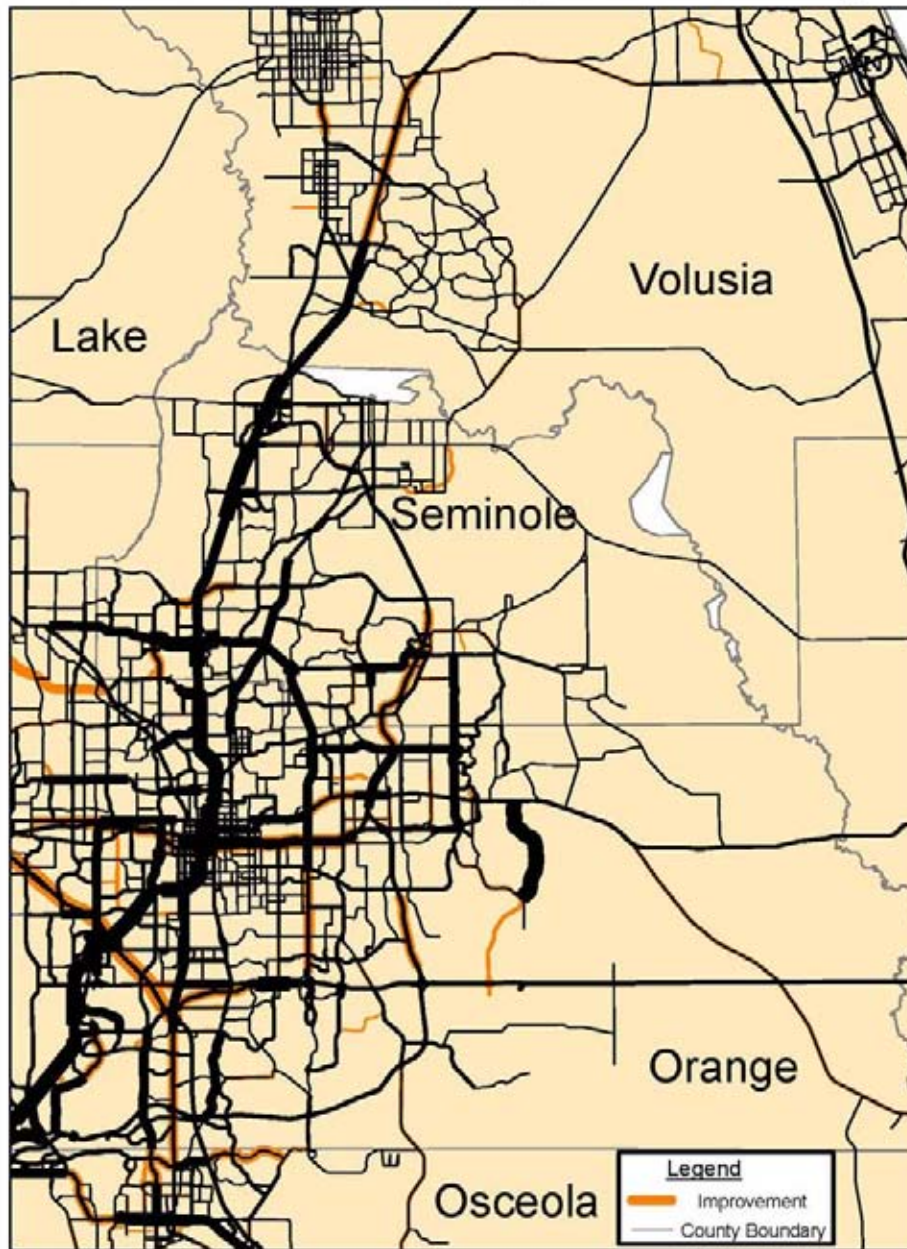 N
Volusia
Lake
Seminole
Orange
Osceola
Legend
Improvement
County Boundary